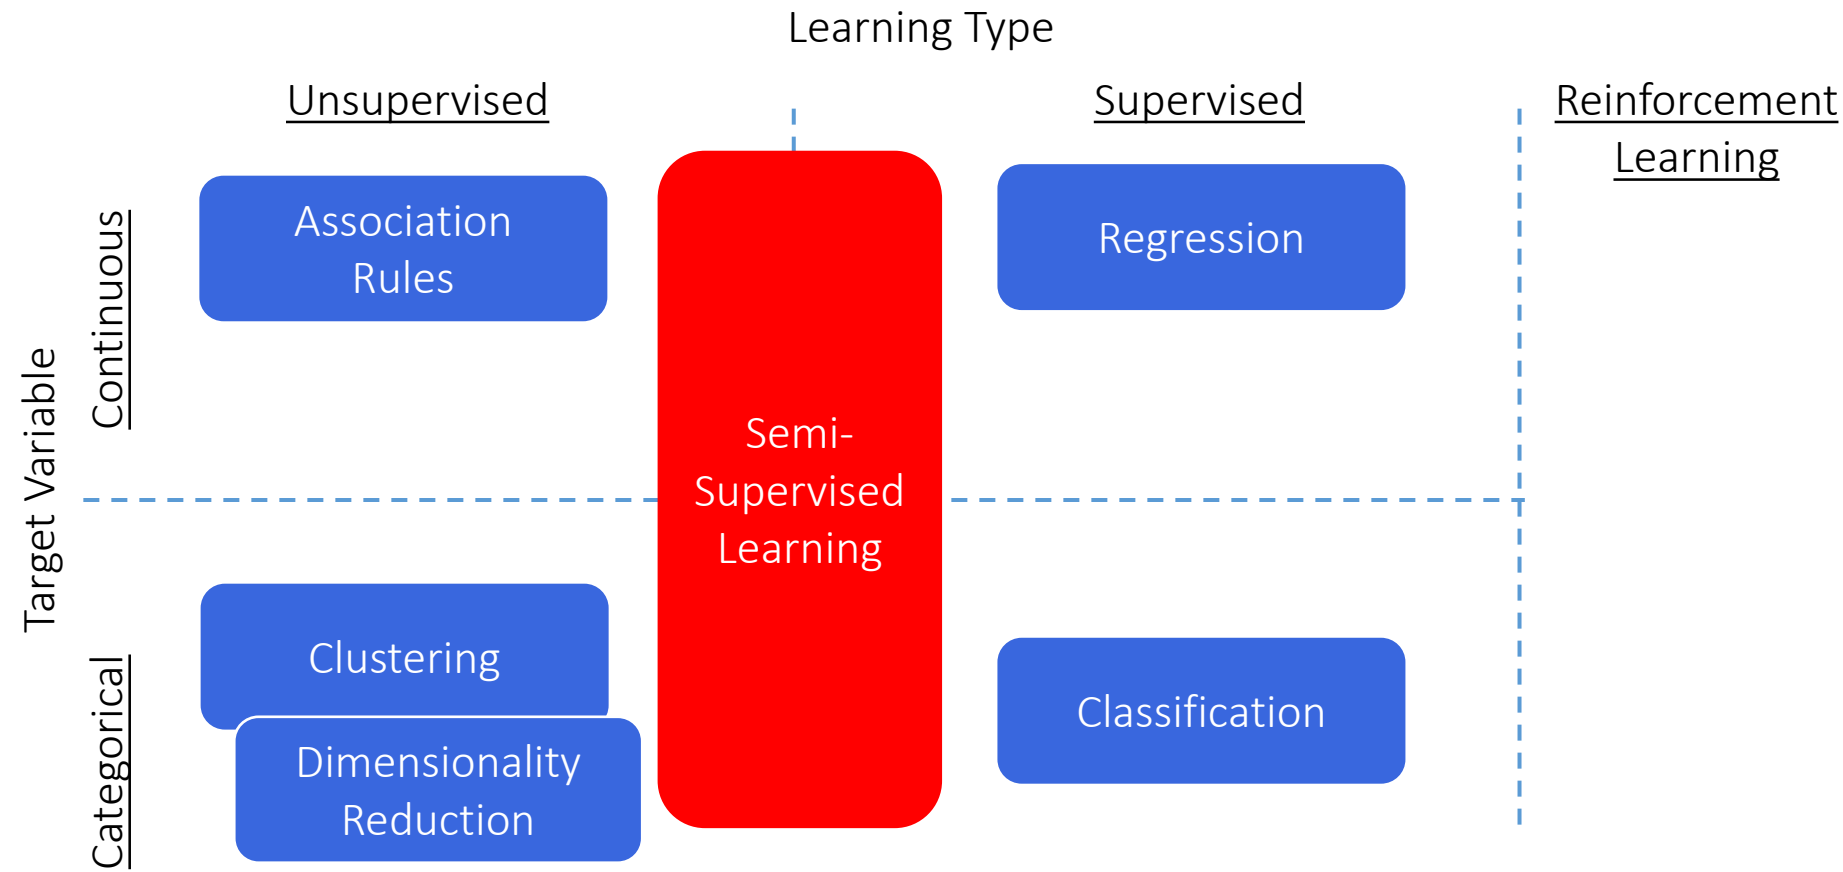 Learning Type
Unsupervised
Supervised
Reinforcement
Learning
Target Variable
Continuous
Categorical
Association
Rules
Regression
Semi-
Supervised
Learning
Clustering
Dimensionality
Reduction
Classification